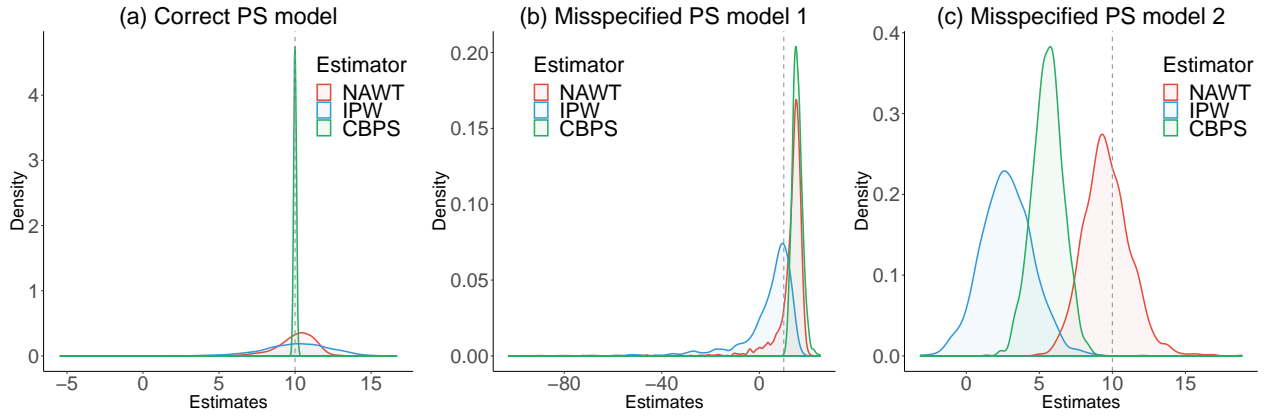 (a) Correct PS model
Density
4
3
2
1
0
−5
0
5
10
15
Estimates
Estimator
NAWT
IPW
CBPS
(b) Misspecified PS model 1
Density
0.20
0.15
0.10
0.05
0.00
−80
−40
0
Estimates
Estimator
NAWT
IPW
CBPS
(c) Misspecified PS model 2
Density
0.4
0.3
0.2
0.1
0.0
0
5
10
15
Estimates
Estimator
NAWT
IPW
CBPS